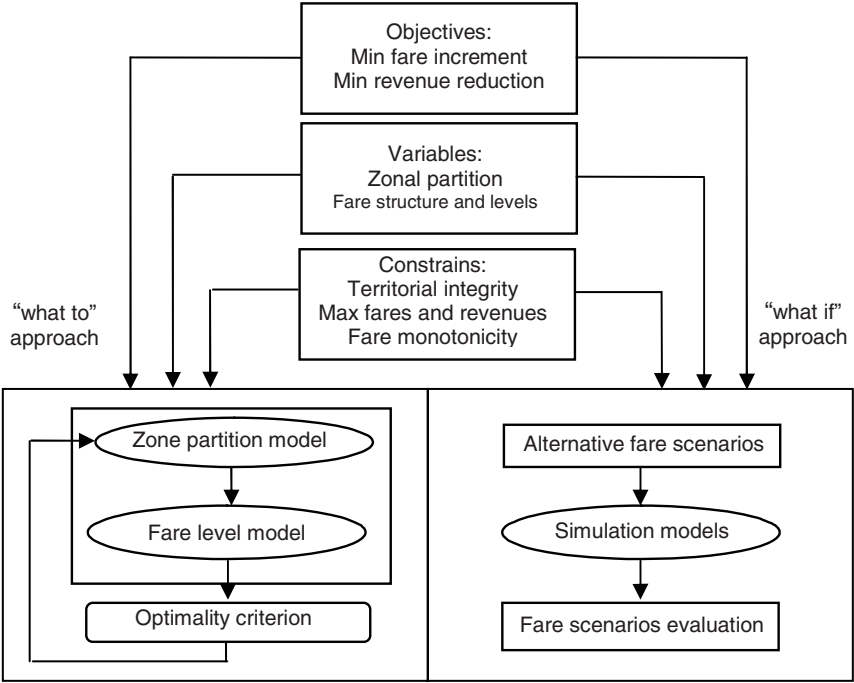 Objectives:
Min fare increment
Min revenue reduction
Variables:
Zonal partition
Fare structure and levels
Constrains:
Territorial integrity
Max fares and revenues
Fare monotonicity
“what to”
approach
“what if”
approach
Zone partition model
Fare level model
Optimality criterion
Alternative fare scenarios
Simulation models
Fare scenarios evaluation